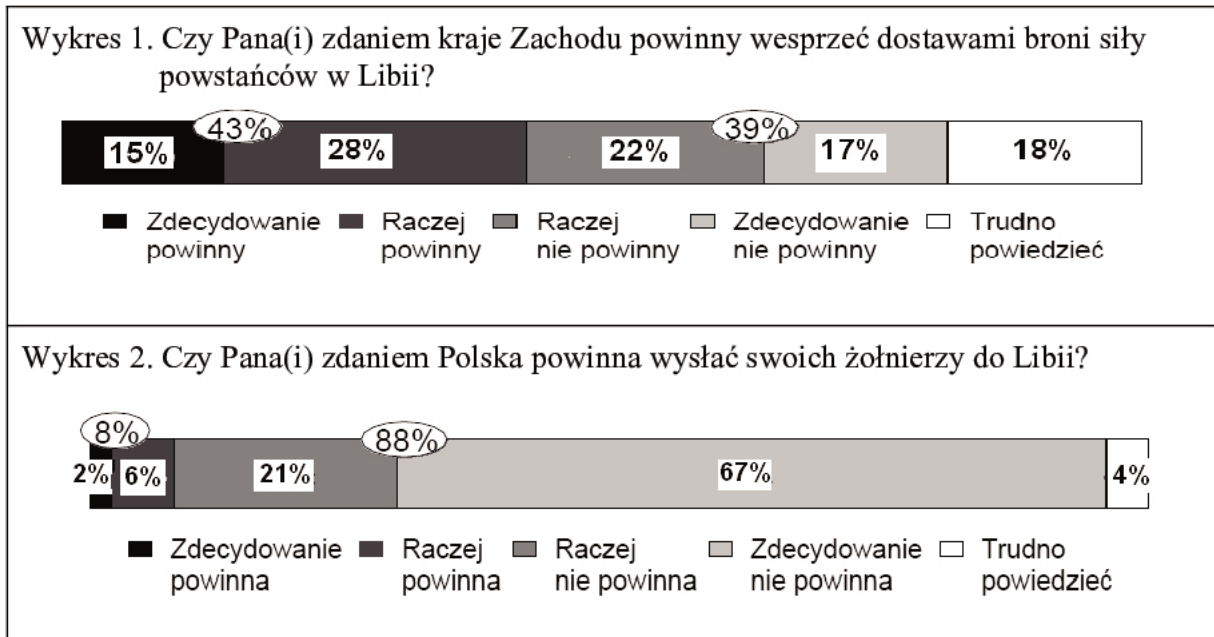 Wykres 1. Czy Pana(i) zdaniem kraje Zachodu powinny wesprzeć dostawami broni siły
powstańców w Libii?
43% 39%
15% 28% 22% 17% 18%
Zdecydowanie powinny
Raczej powinny
Raczej nie powinny
Zdecydowanie nie powinny
Trudno powiedzieć
Wykres 2. Czy Pana(i) zdaniem Polska powinna wysłać swoich żołnierzy do Libii?
8% 88%
2% 6% 21% 67% 4%
Zdecydowanie powinna
Raczej powinna
Raczej nie powinna
Zdecydowanie nie powinna
Trudno powiedzieć